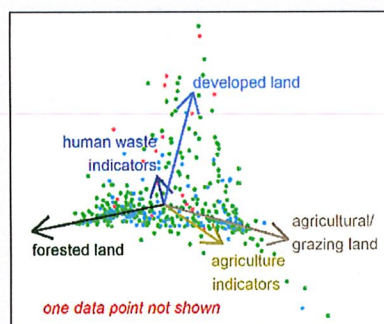 developed land
human waste
indicators
agricultural/
grazing land
forested land
agriculture
indicators
one data point not shown